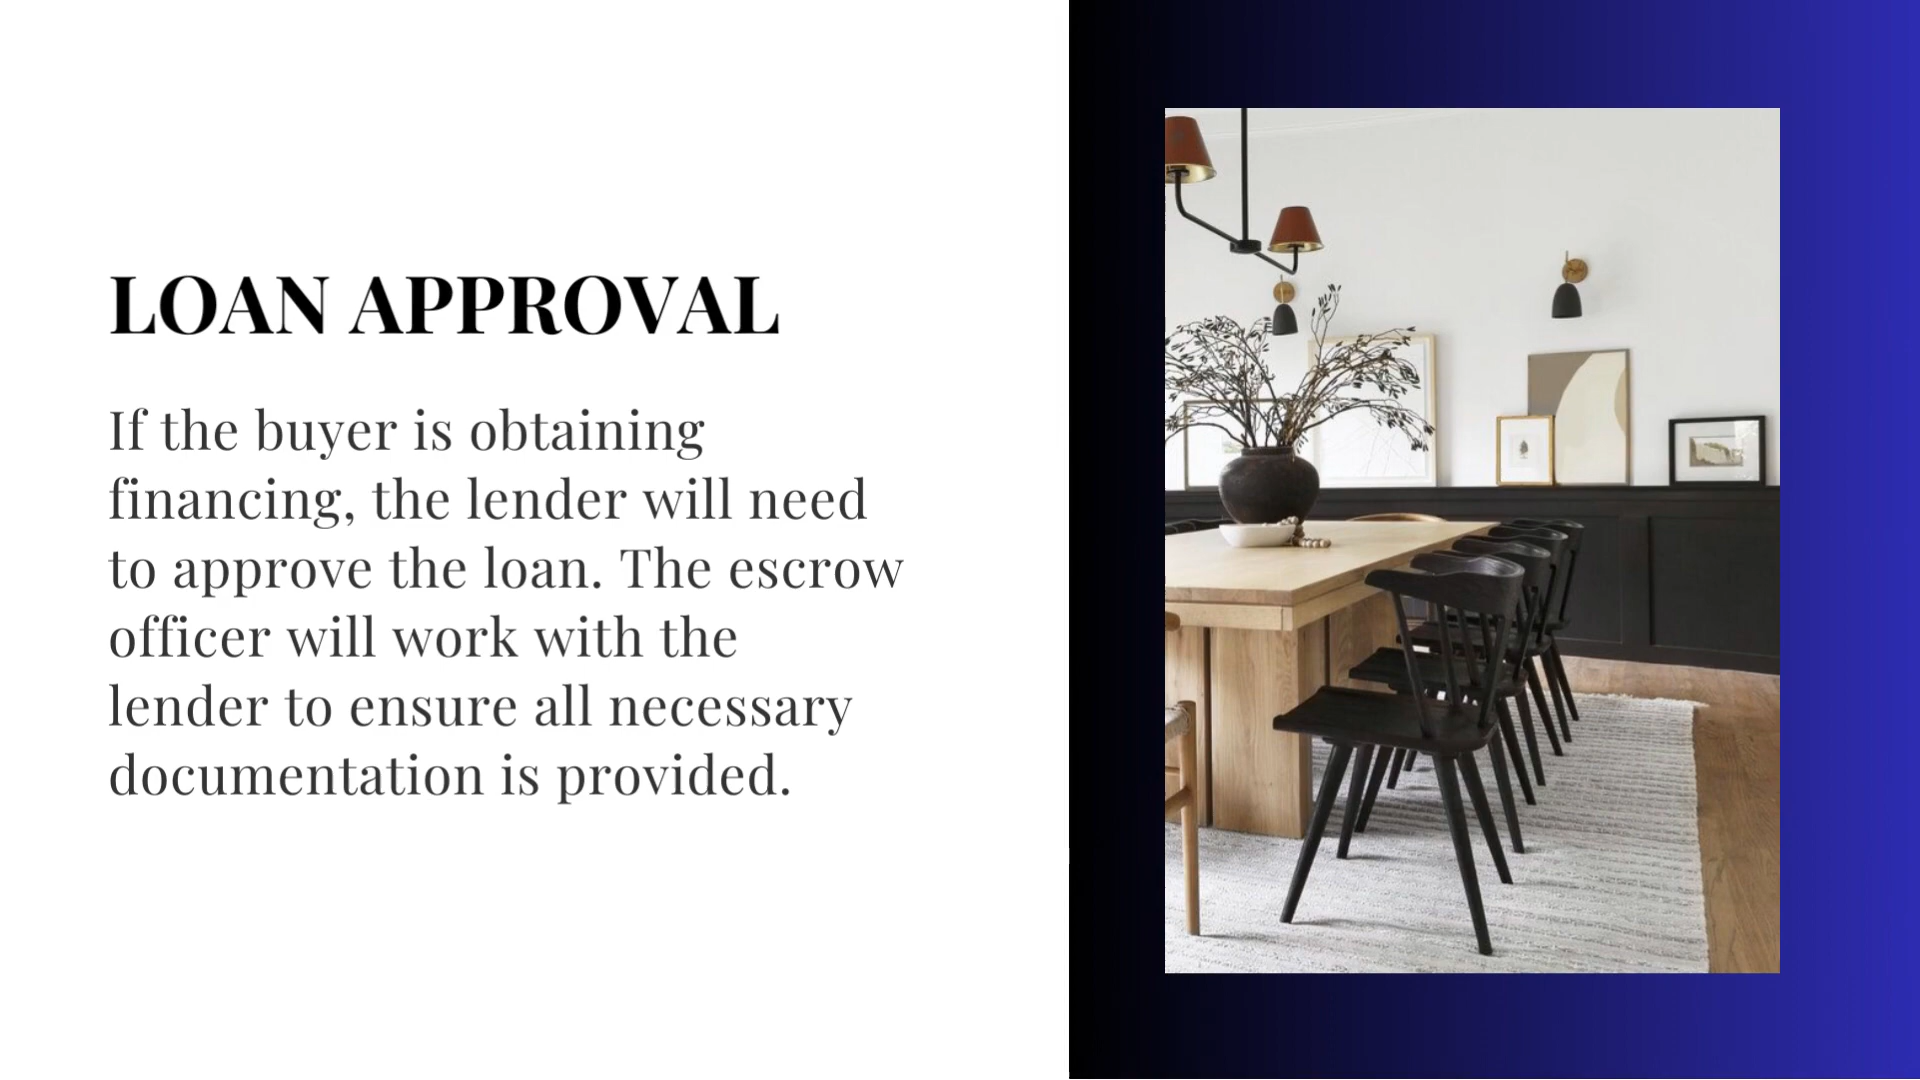 LOAN APPROVAL
If the buyer is obtaining
financing, the lender will need
to approve the loan. The escrow
officer will work with the
lender to ensure all necessary
documentation is provided.